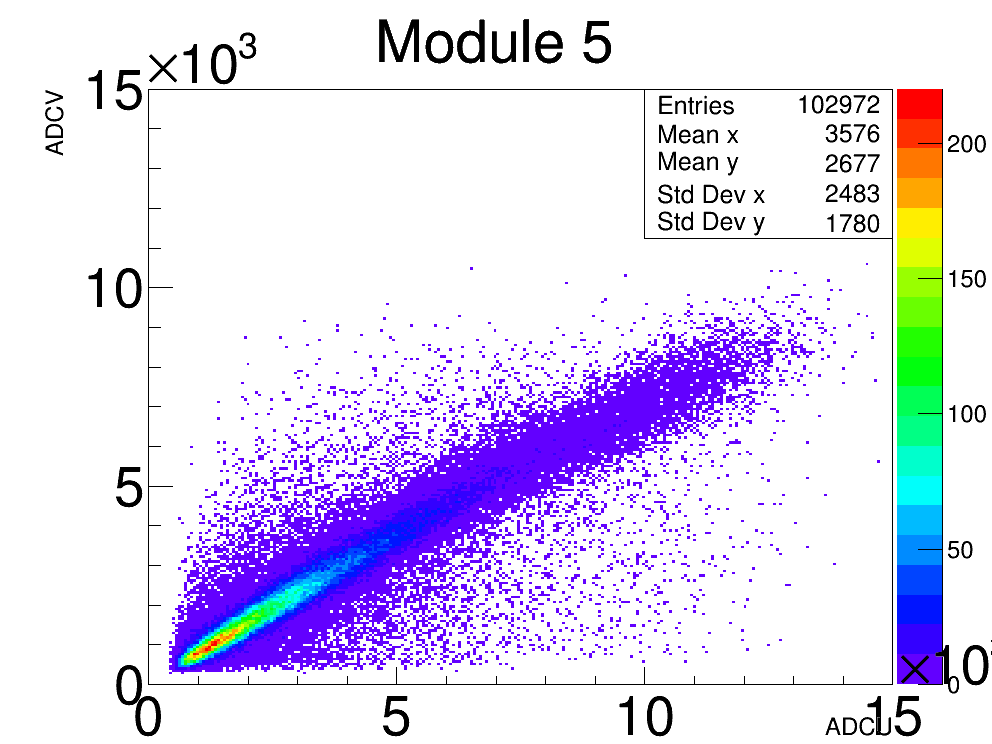 Module 5
×10³
ADCV
15
10
5
0
Entries 102972
Mean x 3576
Mean y 2677
Std Dev x 2483
Std Dev y 1780
200
150
100
50
0
×10
0 5 10 15
ADCU